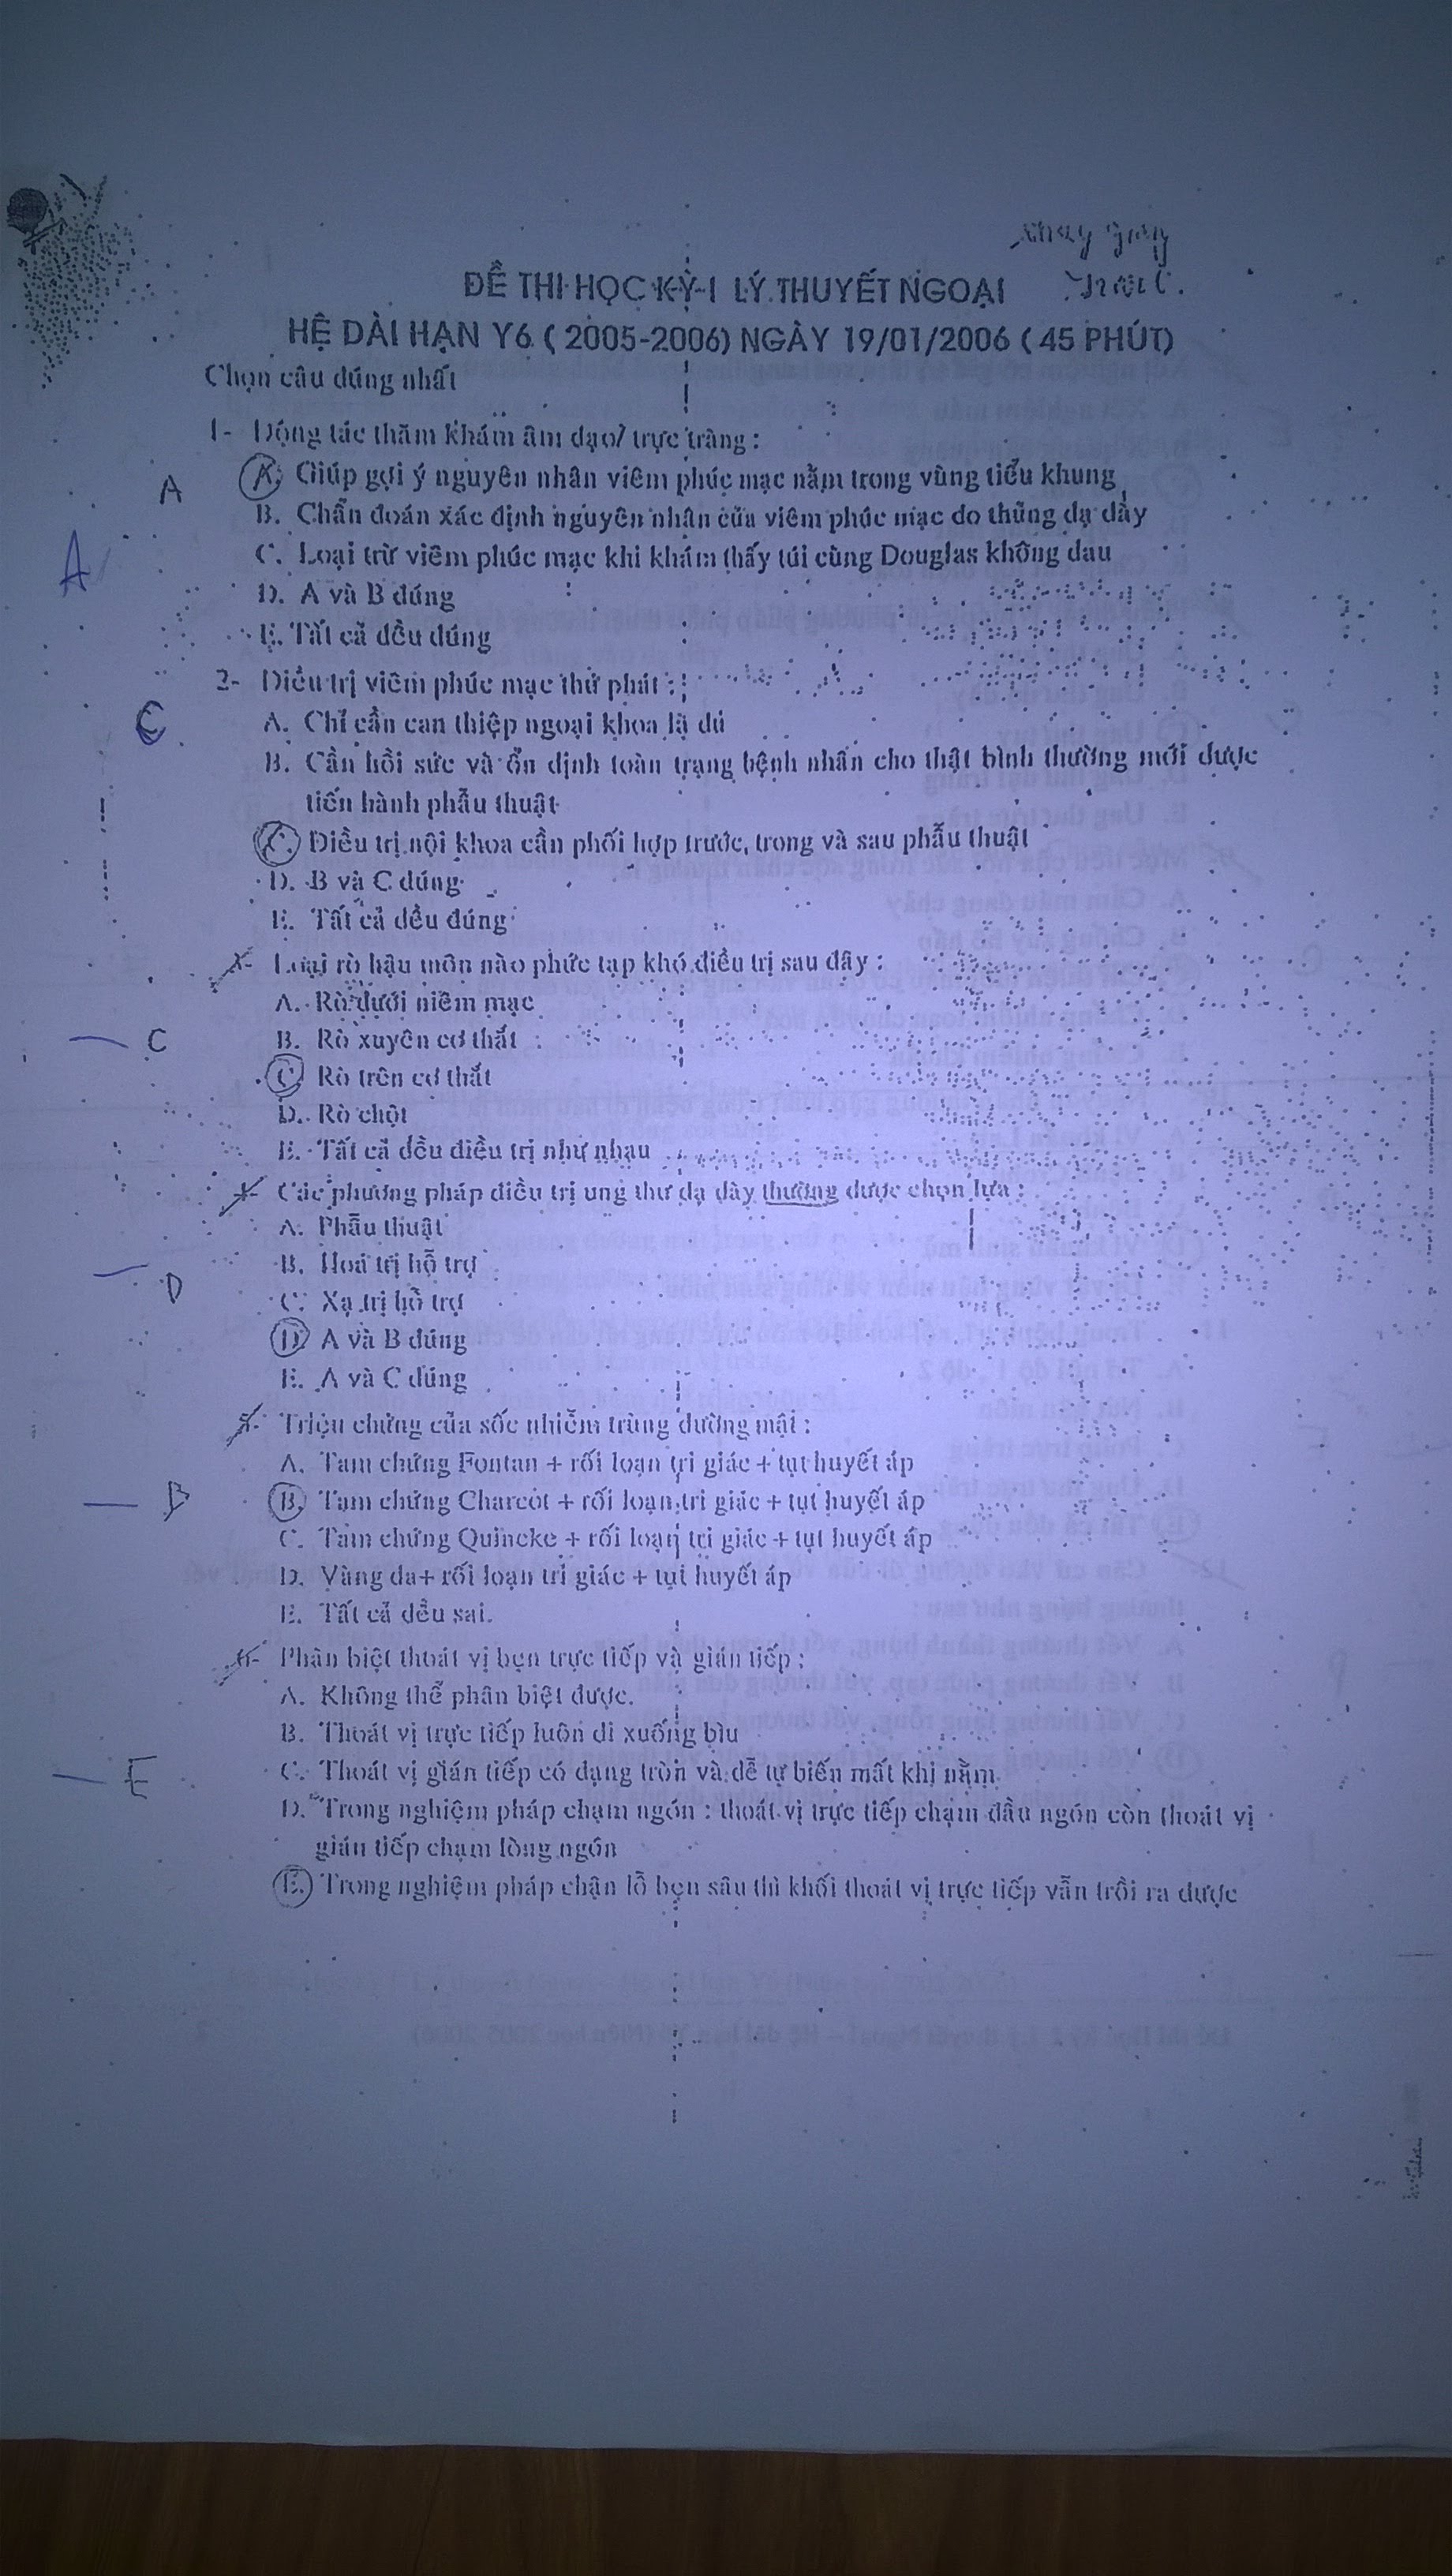 ĐỀ THI HỌC KỲ I LÝ THUYẾT NGOẠI
HỆ DÀI HẠN Y6 ( 2005-2006) NGÀY 19/01/2006 ( 45 PHÚT)
Chọn câu đúng nhất
1- Động tác thăm khám âm đạo/ trực tràng :
A A. Giúp gợi ý nguyên nhân viêm phúc mạc nằm trong vùng tiểu khung
B. Chẩn đoán xác định nguyên nhân của viêm phúc mạc do thủng dạ dày
A C. Loại trừ viêm phúc mạc khi khám thấy túi cùng Douglas không đau
D. A và B đúng
E. Tất cả đều đúng
2- Điều trị viêm phúc mạc thứ phát :
C A. Chỉ cần can thiệp ngoại khoa là đủ
B. Cần hồi sức và ổn định toàn trạng bệnh nhân cho thật bình thường mới được
tiến hành phẫu thuật
C. Điều trị nội khoa cần phối hợp trước, trong và sau phẫu thuật
D. B và C đúng
E. Tất cả đều đúng
3- Loại rò hậu môn nào phức tạp khó điều trị sau đây :
A. Rò dưới niêm mạc
C B. Rò xuyên cơ thắt
C. Rò trên cơ thắt
D. Rò chột
E. Tất cả đều điều trị như nhau
4- Các phương pháp điều trị ung thư dạ dày thường được chọn lựa :
A. Phẫu thuật
B. Hoá trị hỗ trợ
D C. Xạ trị hỗ trợ
D. A và B đúng
E. A và C đúng
5- Triệu chứng của sốc nhiễm trùng đường mật :
A. Tam chứng Fontan + rối loạn tri giác + tụt huyết áp
B B. Tam chứng Charcot + rối loạn tri giác + tụt huyết áp
C. Tam chứng Quincke + rối loạn tri giác + tụt huyết áp
D. Vàng da+ rối loạn tri giác + tụt huyết áp
E. Tất cả đều sai.
6- Phân biệt thoát vị bẹn trực tiếp và gián tiếp :
A. Không thể phân biệt được.
B. Thoát vị trực tiếp luôn đi xuống bìu
E C. Thoát vị gián tiếp có dạng tròn và dễ tự biến mất khi nằm
D. Trong nghiệm pháp chạm ngón : thoát vị trực tiếp chạm đầu ngón còn thoát vị
gián tiếp chạm lòng ngón
E. Trong nghiệm pháp chận lỗ bẹn sâu thì khối thoát vị trực tiếp vẫn trồi ra được